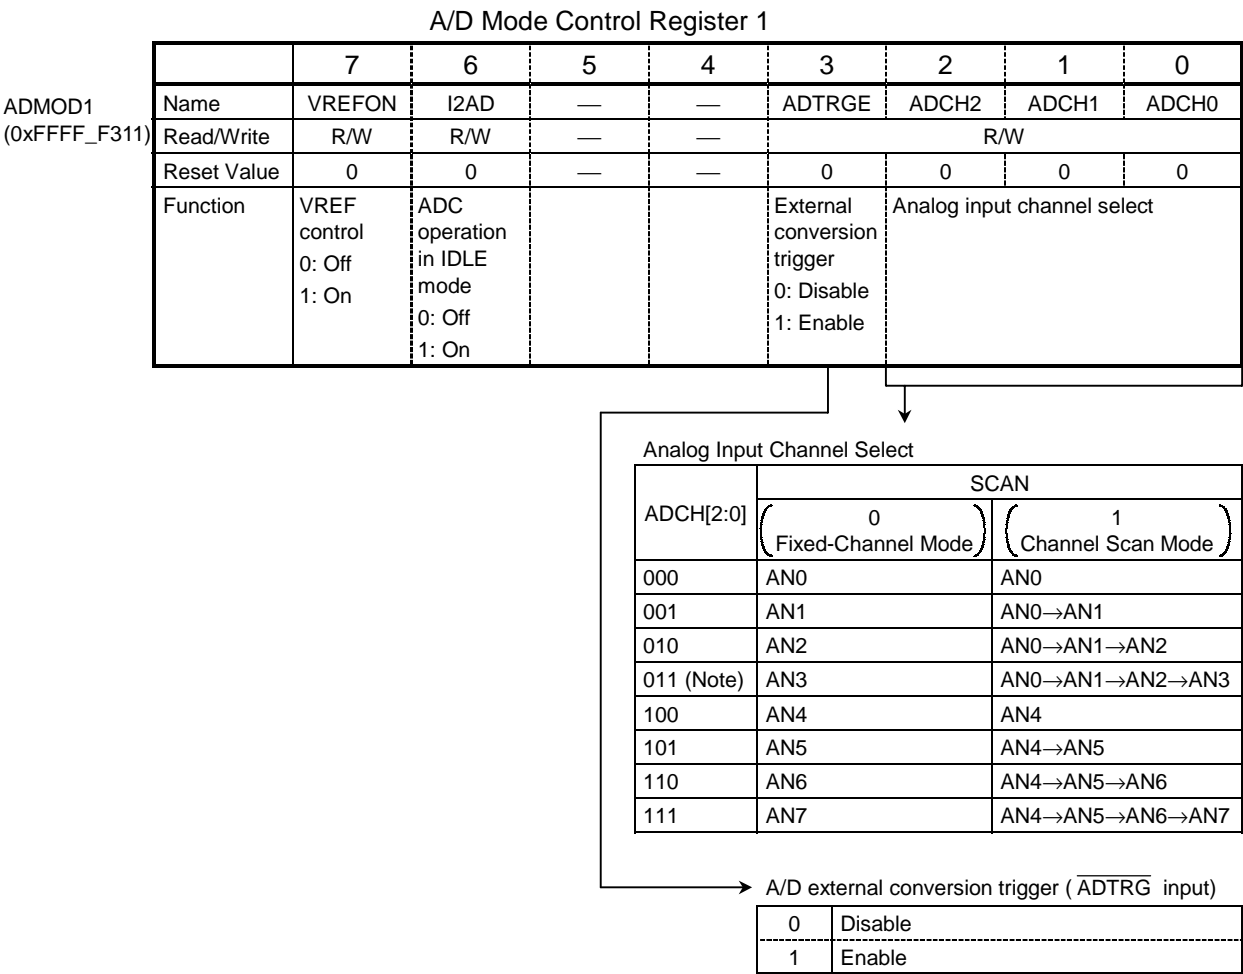 A/D Mode Control Register 1
7 6 5 4 3 2 1 0
ADMOD1
(0xFFFF_F311)
Name VREFON I2AD — — ADTRGE ADCH2 ADCH1 ADCH0
Read/Write R/W R/W — — R/W
Reset Value 0 0 — — 0 0 0 0
Function VREF ADC External Analog input channel select
control operation conversion
0: Off in IDLE trigger
1: On mode 0: Disable
0: Off 1: Enable
1: On
Analog Input Channel Select
SCAN
ADCH[2:0] 0 1
Fixed-Channel Mode Channel Scan Mode
000 AN0 AN0
001 AN1 AN0→AN1
010 AN2 AN0→AN1→AN2
011 (Note) AN3 AN0→AN1→AN2→AN3
100 AN4 AN4
101 AN5 AN4→AN5
110 AN6 AN4→AN5→AN6
111 AN7 AN4→AN5→AN6→AN7
A/D external conversion trigger ( ADTRG input)
0 Disable
1 Enable